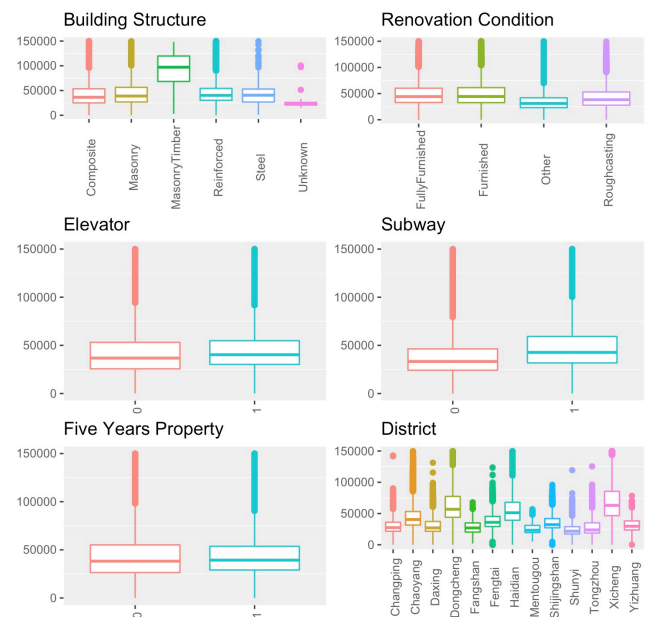 Building Structure
150000
100000
50000
0
Composite
Masonry
MasonryTimber
Reinforced
Steel
Unknown
Renovation Condition
150000
100000
50000
0
FullyFurnished
Furnished
Other
Roughcasting
Elevator
150000
100000
50000
0
0
1
Subway
150000
100000
50000
0
0
1
Five Years Property
150000
100000
50000
0
0
1
District
150000
100000
50000
0
Changping
Chaoyang
Daxing
Dongcheng
Fangshan
Fengtai
Haidian
Mentougou
Shijingshan
Shunyi
Tongzhou
Xicheng
Yizhuang